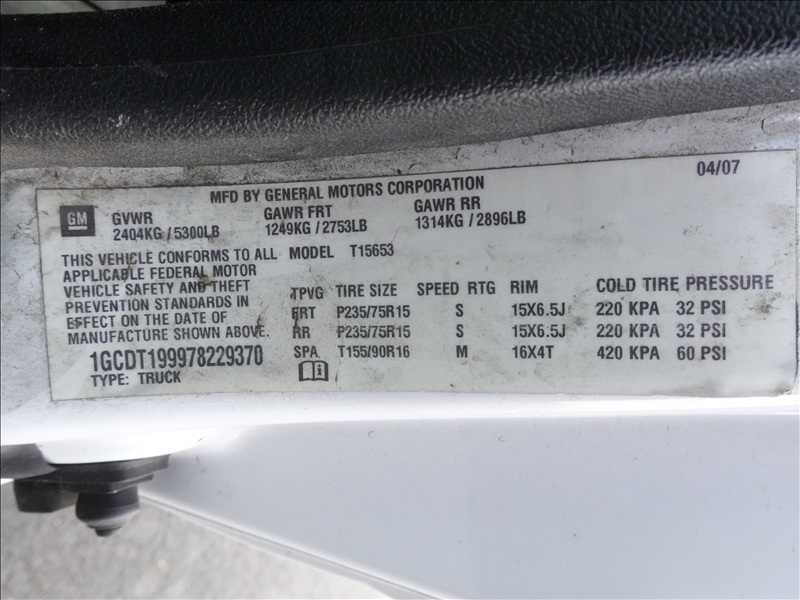 04/07
MFD BY GENERAL MOTORS CORPORATION
GM GVWR GAWR FRT GAWR RR
2404KG / 5300LB 1249KG / 2753LB 1314KG / 2896LB
THIS VEHICLE CONFORMS TO ALL MODEL T15653
APPLICABLE FEDERAL MOTOR
VEHICLE SAFETY AND THEFT
PREVENTION STANDARDS IN
EFFECT ON THE DATE OF
MANUFACTURE SHOWN ABOVE.
TPVG TIRE SIZE SPEED RTG RIM COLD TIRE PRESSURE
FRT P235/75R15 S 15X6.5J 220 KPA 32 PSI
RR P235/75R15 S 15X6.5J 220 KPA 32 PSI
SPA T155/90R16 M 16X4T 420 KPA 60 PSI
1GCDT199978229370
TYPE: TRUCK